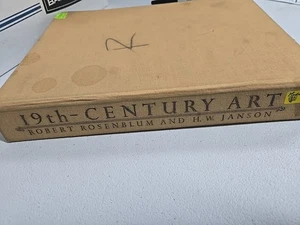 R
19th-CENTURY ART
ROBERT ROSENBLUM AND H.W. JANSON